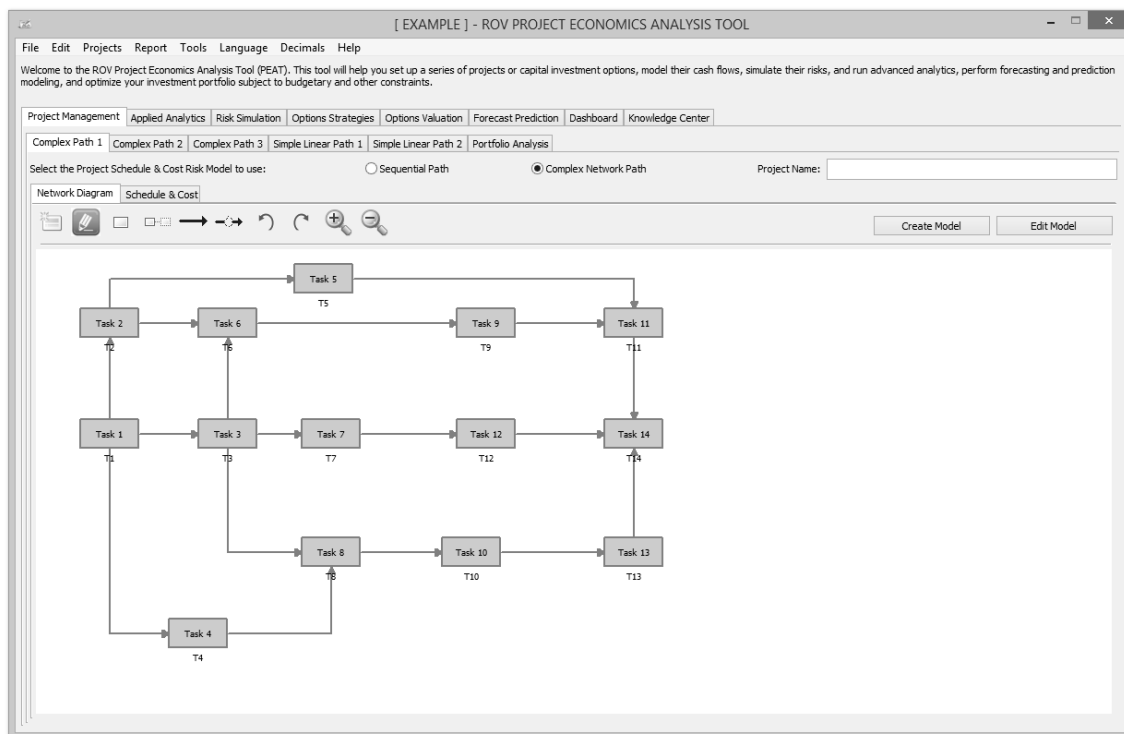 [ EXAMPLE ] - ROV PROJECT ECONOMICS ANALYSIS TOOL
File Edit Projects Report Tools Language Decimals Help
Welcome to the ROV Project Economics Analysis Tool (PEAT). This tool will help you set up a series of projects or capital investment options, model their cash flows, simulate their risks, and run advanced analytics, perform forecasting and prediction
modeling, and optimize your investment portfolio subject to budgetary and other constraints.
Project Management Applied Analytics Risk Simulation Options Strategies Options Valuation Forecast Prediction Dashboard Knowledge Center
Complex Path 1 Complex Path 2 Complex Path 3 Simple Linear Path 1 Simple Linear Path 2 Portfolio Analysis
Select the Project Schedule & Cost Risk Model to use: Sequential Path Complex Network Path Project Name:
Network Diagram Schedule & Cost
Create Model Edit Model
Task 5
T5
Task 2 Task 6 Task 9 Task 11
T2 T6 T9 T11
Task 1 Task 3 Task 7 Task 12 Task 14
T1 T3 T7 T12 T14
Task 8 Task 10 Task 13
T8 T10 T13
Task 4
T4